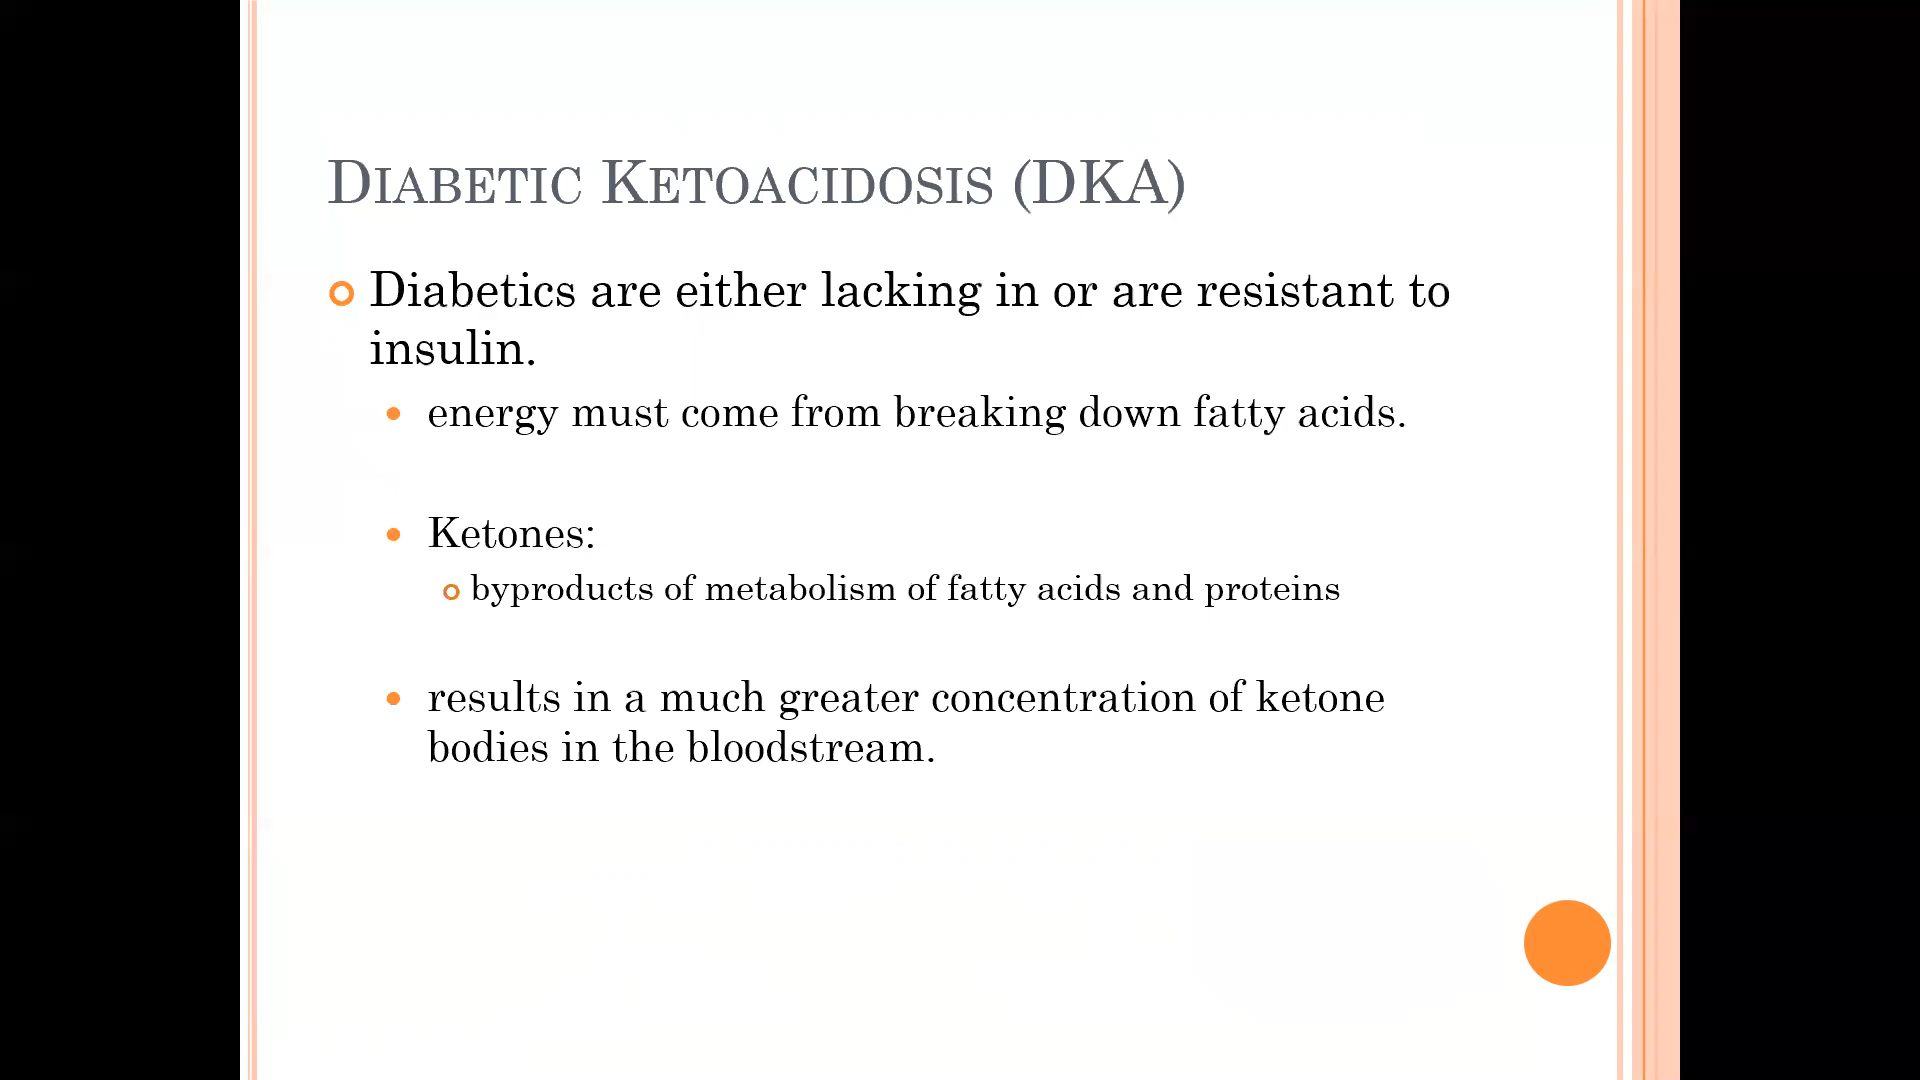 DIABETIC KETOACIDOSIS (DKA)
Diabetics are either lacking in or are resistant to
insulin.
energy must come from breaking down fatty acids.
Ketones:
byproducts of metabolism of fatty acids and proteins
results in a much greater concentration of ketone
bodies in the bloodstream.